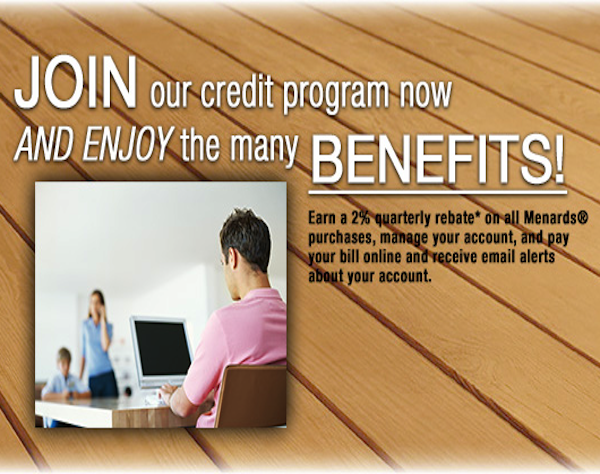 JOIN our credit program now
AND ENJOY the many BENEFITS!
Earn a 2% quarterly rebate* on all Menards®
purchases, manage your account, and pay
your bill online and receive email alerts
about your account.